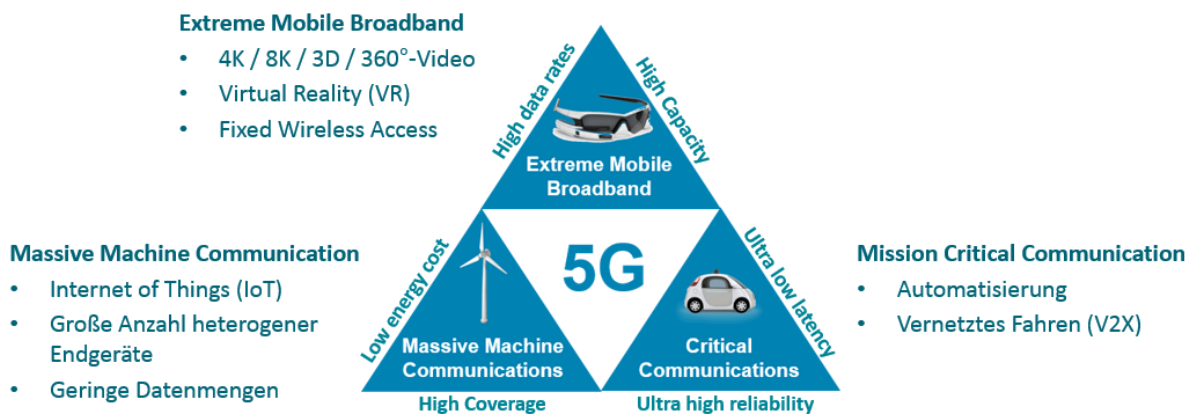 Extreme Mobile Broadband
• 4K / 8K / 3D / 360°-Video
• Virtual Reality (VR)
• Fixed Wireless Access
High data rates
High Capacity
Extreme Mobile
Broadband
Massive Machine Communication
• Internet of Things (IoT)
• Große Anzahl heterogener
Endgeräte
• Geringe Datenmengen
Low energy cost
5G
Ultra low latency
Massive Machine
Communications
Critical
Communications
High Coverage
Ultra high reliability
Mission Critical Communication
• Automatisierung
• Vernetztes Fahren (V2X)